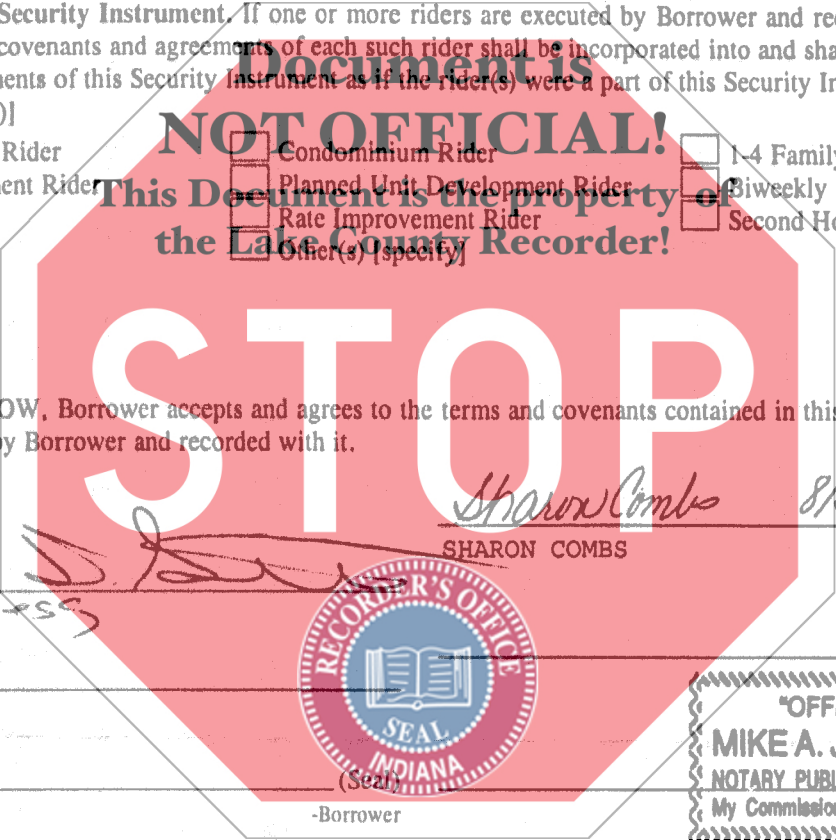 Security Instrument. If one or more riders are executed by Borrower and re
covenants and agreements of each such rider shall be incorporated into and sha
ents of this Security Instrument as if the rider(s) were a part of this Security In
)]
Document is
NOT OFFICIAL!
This Document is the property of
the Lake County Recorder!
Rider
Condominium Rider
1-4 Family
ent Rider
Planned Unit Development Rider
Biweekly
Rate Improvement Rider
Second Ho
Other(s) [specify]
STOP
OW, Borrower accepts and agrees to the terms and covenants contained in this
y Borrower and recorded with it.
Sharon Combs 8/
SHARON COMBS
RECORDER'S OFFICE
SEAL
INDIANA
(Seal)
-Borrower
"OFF
MIKE A. J
NOTARY PUBL
My Commission